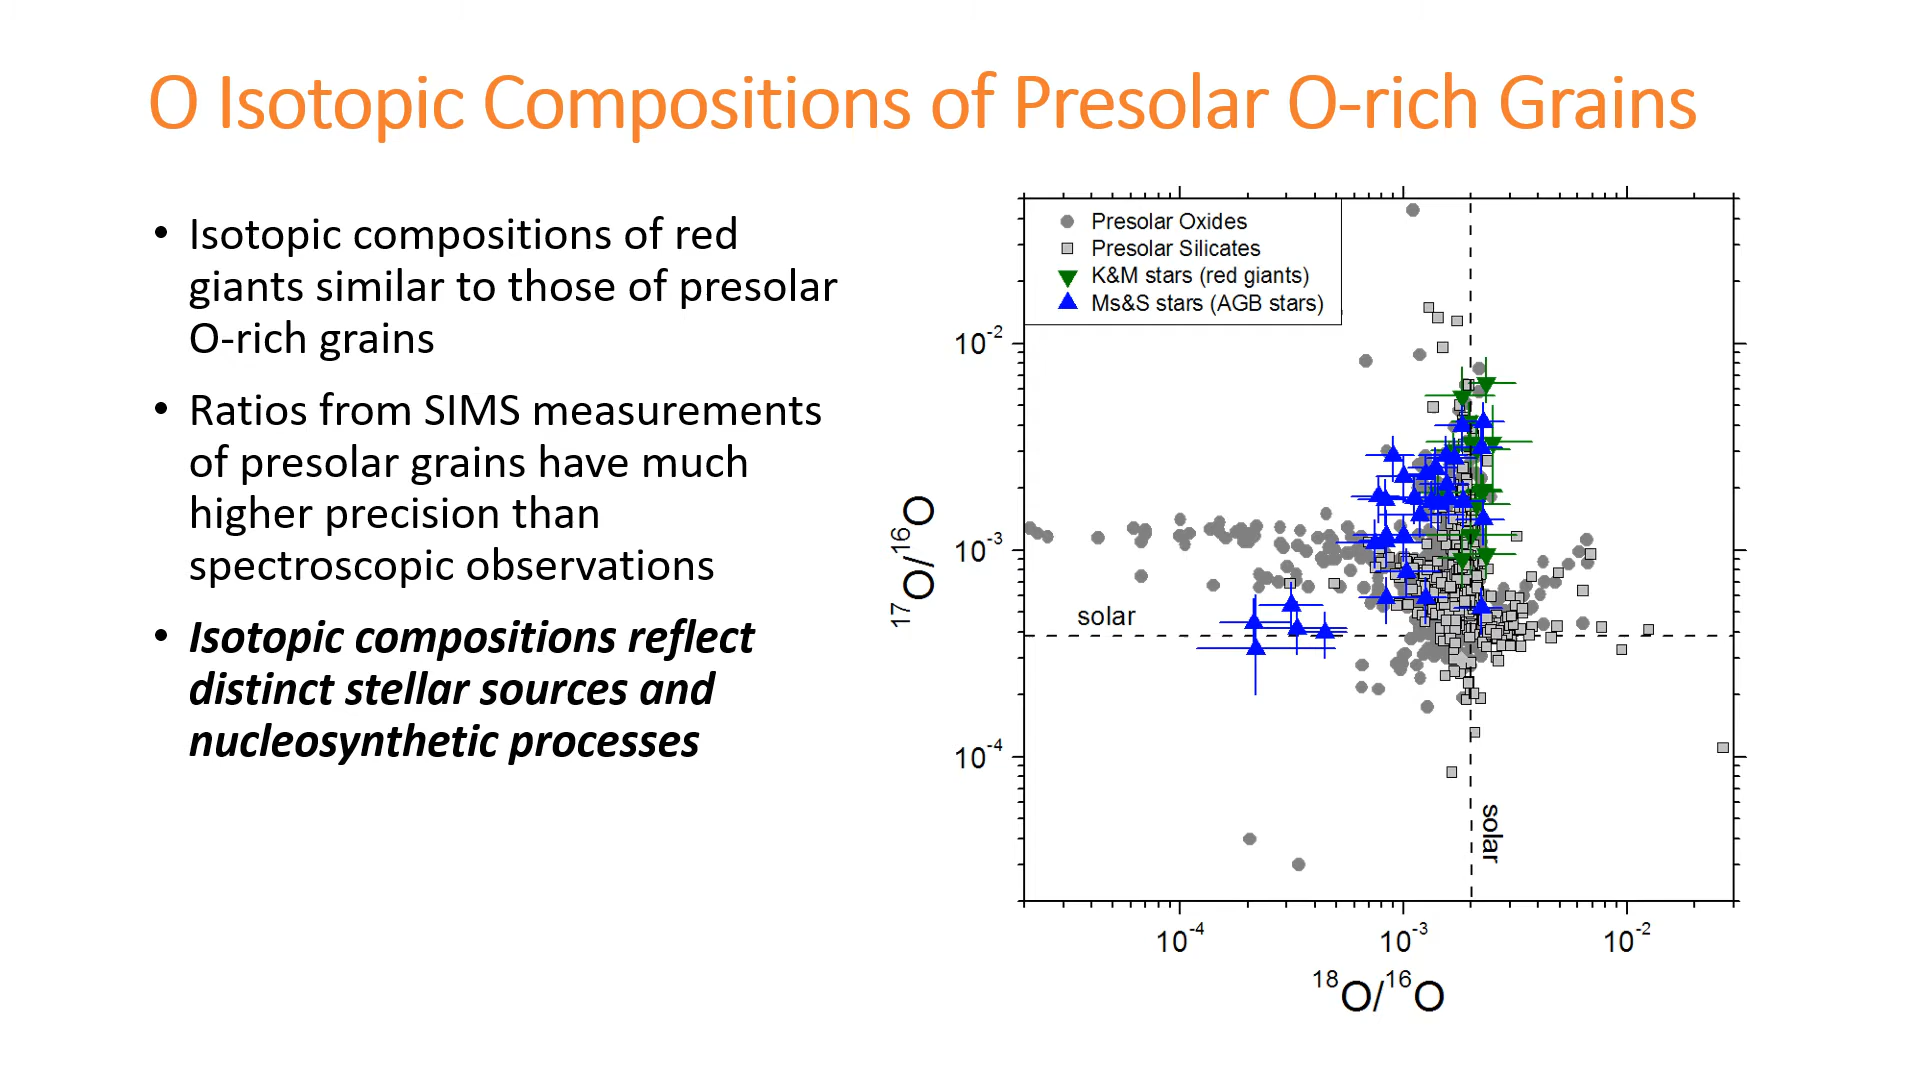 O Isotopic Compositions of Presolar O-rich Grains
• Isotopic compositions of red
giants similar to those of presolar
O-rich grains
• Ratios from SIMS measurements
of presolar grains have much
higher precision than
spectroscopic observations
• Isotopic compositions reflect
distinct stellar sources and
nucleosynthetic processes
Presolar Oxides
Presolar Silicates
K&M stars (red giants)
Ms&S stars (AGB stars)
10⁻²
10⁻³
10⁻⁴
¹⁷O/¹⁶O
solar
solar
10⁻⁴ 10⁻³ 10⁻²
¹⁸O/¹⁶O